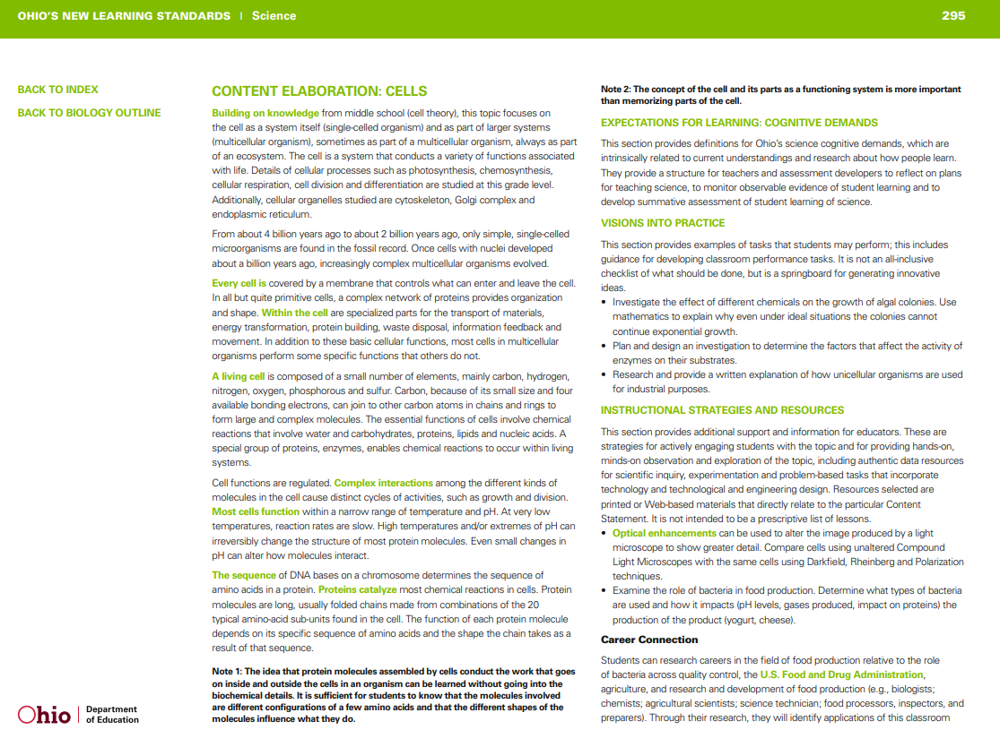 OHIO'S NEW LEARNING STANDARDS | Science
295
BACK TO INDEX
BACK TO BIOLOGY OUTLINE
CONTENT ELABORATION: CELLS
Building on knowledge from middle school (cell theory), this topic focuses on
the cell as a system itself (single-celled organism) and as part of larger systems
(multicellular organism), sometimes as part of a multicellular organism, always as part
of an ecosystem. The cell is a system that conducts a variety of functions associated
with life. Details of cellular processes such as photosynthesis, chemosynthesis,
cellular respiration, cell division and differentiation are studied at this grade level.
Additionally, cellular organelles studied are cytoskeleton, Golgi complex and
endoplasmic reticulum.
From about 4 billion years ago to about 2 billion years ago, only simple, single-celled
microorganisms are found in the fossil record. Once cells with nuclei developed
about a billion years ago, increasingly complex multicellular organisms evolved.
Every cell is covered by a membrane that controls what can enter and leave the cell.
In all but quite primitive cells, a complex network of proteins provides organization
and shape. Within the cell are specialized parts for the transport of materials,
energy transformation, protein building, waste disposal, information feedback and
movement. In addition to these basic cellular functions, most cells in multicellular
organisms perform some specific functions that others do not.
A living cell is composed of a small number of elements, mainly carbon, hydrogen,
nitrogen, oxygen, phosphorous and sulfur. Carbon, because of its small size and four
available bonding electrons, can join to other carbon atoms in chains and rings to
form large and complex molecules. The essential functions of cells involve chemical
reactions that involve water and carbohydrates, proteins, lipids and nucleic acids. A
special group of proteins, enzymes, enables chemical reactions to occur within living
systems.
Cell functions are regulated. Complex interactions among the different kinds of
molecules in the cell cause distinct cycles of activities, such as growth and division.
Most cells function within a narrow range of temperature and pH. At very low
temperatures, reaction rates are slow. High temperatures and/or extremes of pH can
irreversibly change the structure of most protein molecules. Even small changes in
pH can alter how molecules interact.
The sequence of DNA bases on a chromosome determines the sequence of
amino acids in a protein. Proteins catalyze most chemical reactions in cells. Protein
molecules are long, usually folded chains made from combinations of the 20
typical amino-acid sub-units found in the cell. The function of each protein molecule
depends on its specific sequence of amino acids and the shape the chain takes as a
result of that sequence.
Note 1: The idea that protein molecules assembled by cells conduct the work that goes
on inside and outside the cells in an organism can be learned without going into the
biochemical details. It is sufficient for students to know that the molecules involved
are different configurations of a few amino acids and that the different shapes of the
molecules influence what they do.
Note 2: The concept of the cell and its parts as a functioning system is more important
than memorizing parts of the cell.
EXPECTATIONS FOR LEARNING: COGNITIVE DEMANDS
This section provides definitions for Ohio's science cognitive demands, which are
intrinsically related to current understandings and research about how people learn.
They provide a structure for teachers and assessment developers to reflect on plans
for teaching science, to monitor observable evidence of student learning and to
develop summative assessment of student learning of science.
VISIONS INTO PRACTICE
This section provides examples of tasks that students may perform; this includes
guidance for developing classroom performance tasks. It is not an all-inclusive
checklist of what should be done, but is a springboard for generating innovative
ideas.
• Investigate the effect of different chemicals on the growth of algal colonies. Use
mathematics to explain why even under ideal situations the colonies cannot
continue exponential growth.
• Plan and design an investigation to determine the factors that affect the activity of
enzymes on their substrates.
• Research and provide a written explanation of how unicellular organisms are used
for industrial purposes.
INSTRUCTIONAL STRATEGIES AND RESOURCES
This section provides additional support and information for educators. These are
strategies for actively engaging students with the topic and for providing hands-on,
minds-on observation and exploration of the topic, including authentic data resources
for scientific inquiry, experimentation and problem-based tasks that incorporate
technology and technological and engineering design. Resources selected are
printed or Web-based materials that directly relate to the particular Content
Statement. It is not intended to be a prescriptive list of lessons.
• Optical enhancements can be used to alter the image produced by a light
microscope to show greater detail. Compare cells using unaltered Compound
Light Microscopes with the same cells using Darkfield, Rheinberg and Polarization
techniques.
• Examine the role of bacteria in food production. Determine what types of bacteria
are used and how it impacts (pH levels, gases produced, impact on proteins) the
production of the product (yogurt, cheese).
Career Connection
Students can research careers in the field of food production relative to the role
of bacteria across quality control, the U.S. Food and Drug Administration,
agriculture, and research and development of food production (e.g., biologists;
chemists; agricultural scientists; science technician; food processors, inspectors, and
preparers). Through their research, they will identify applications of this classroom
Ohio | Department
of Education